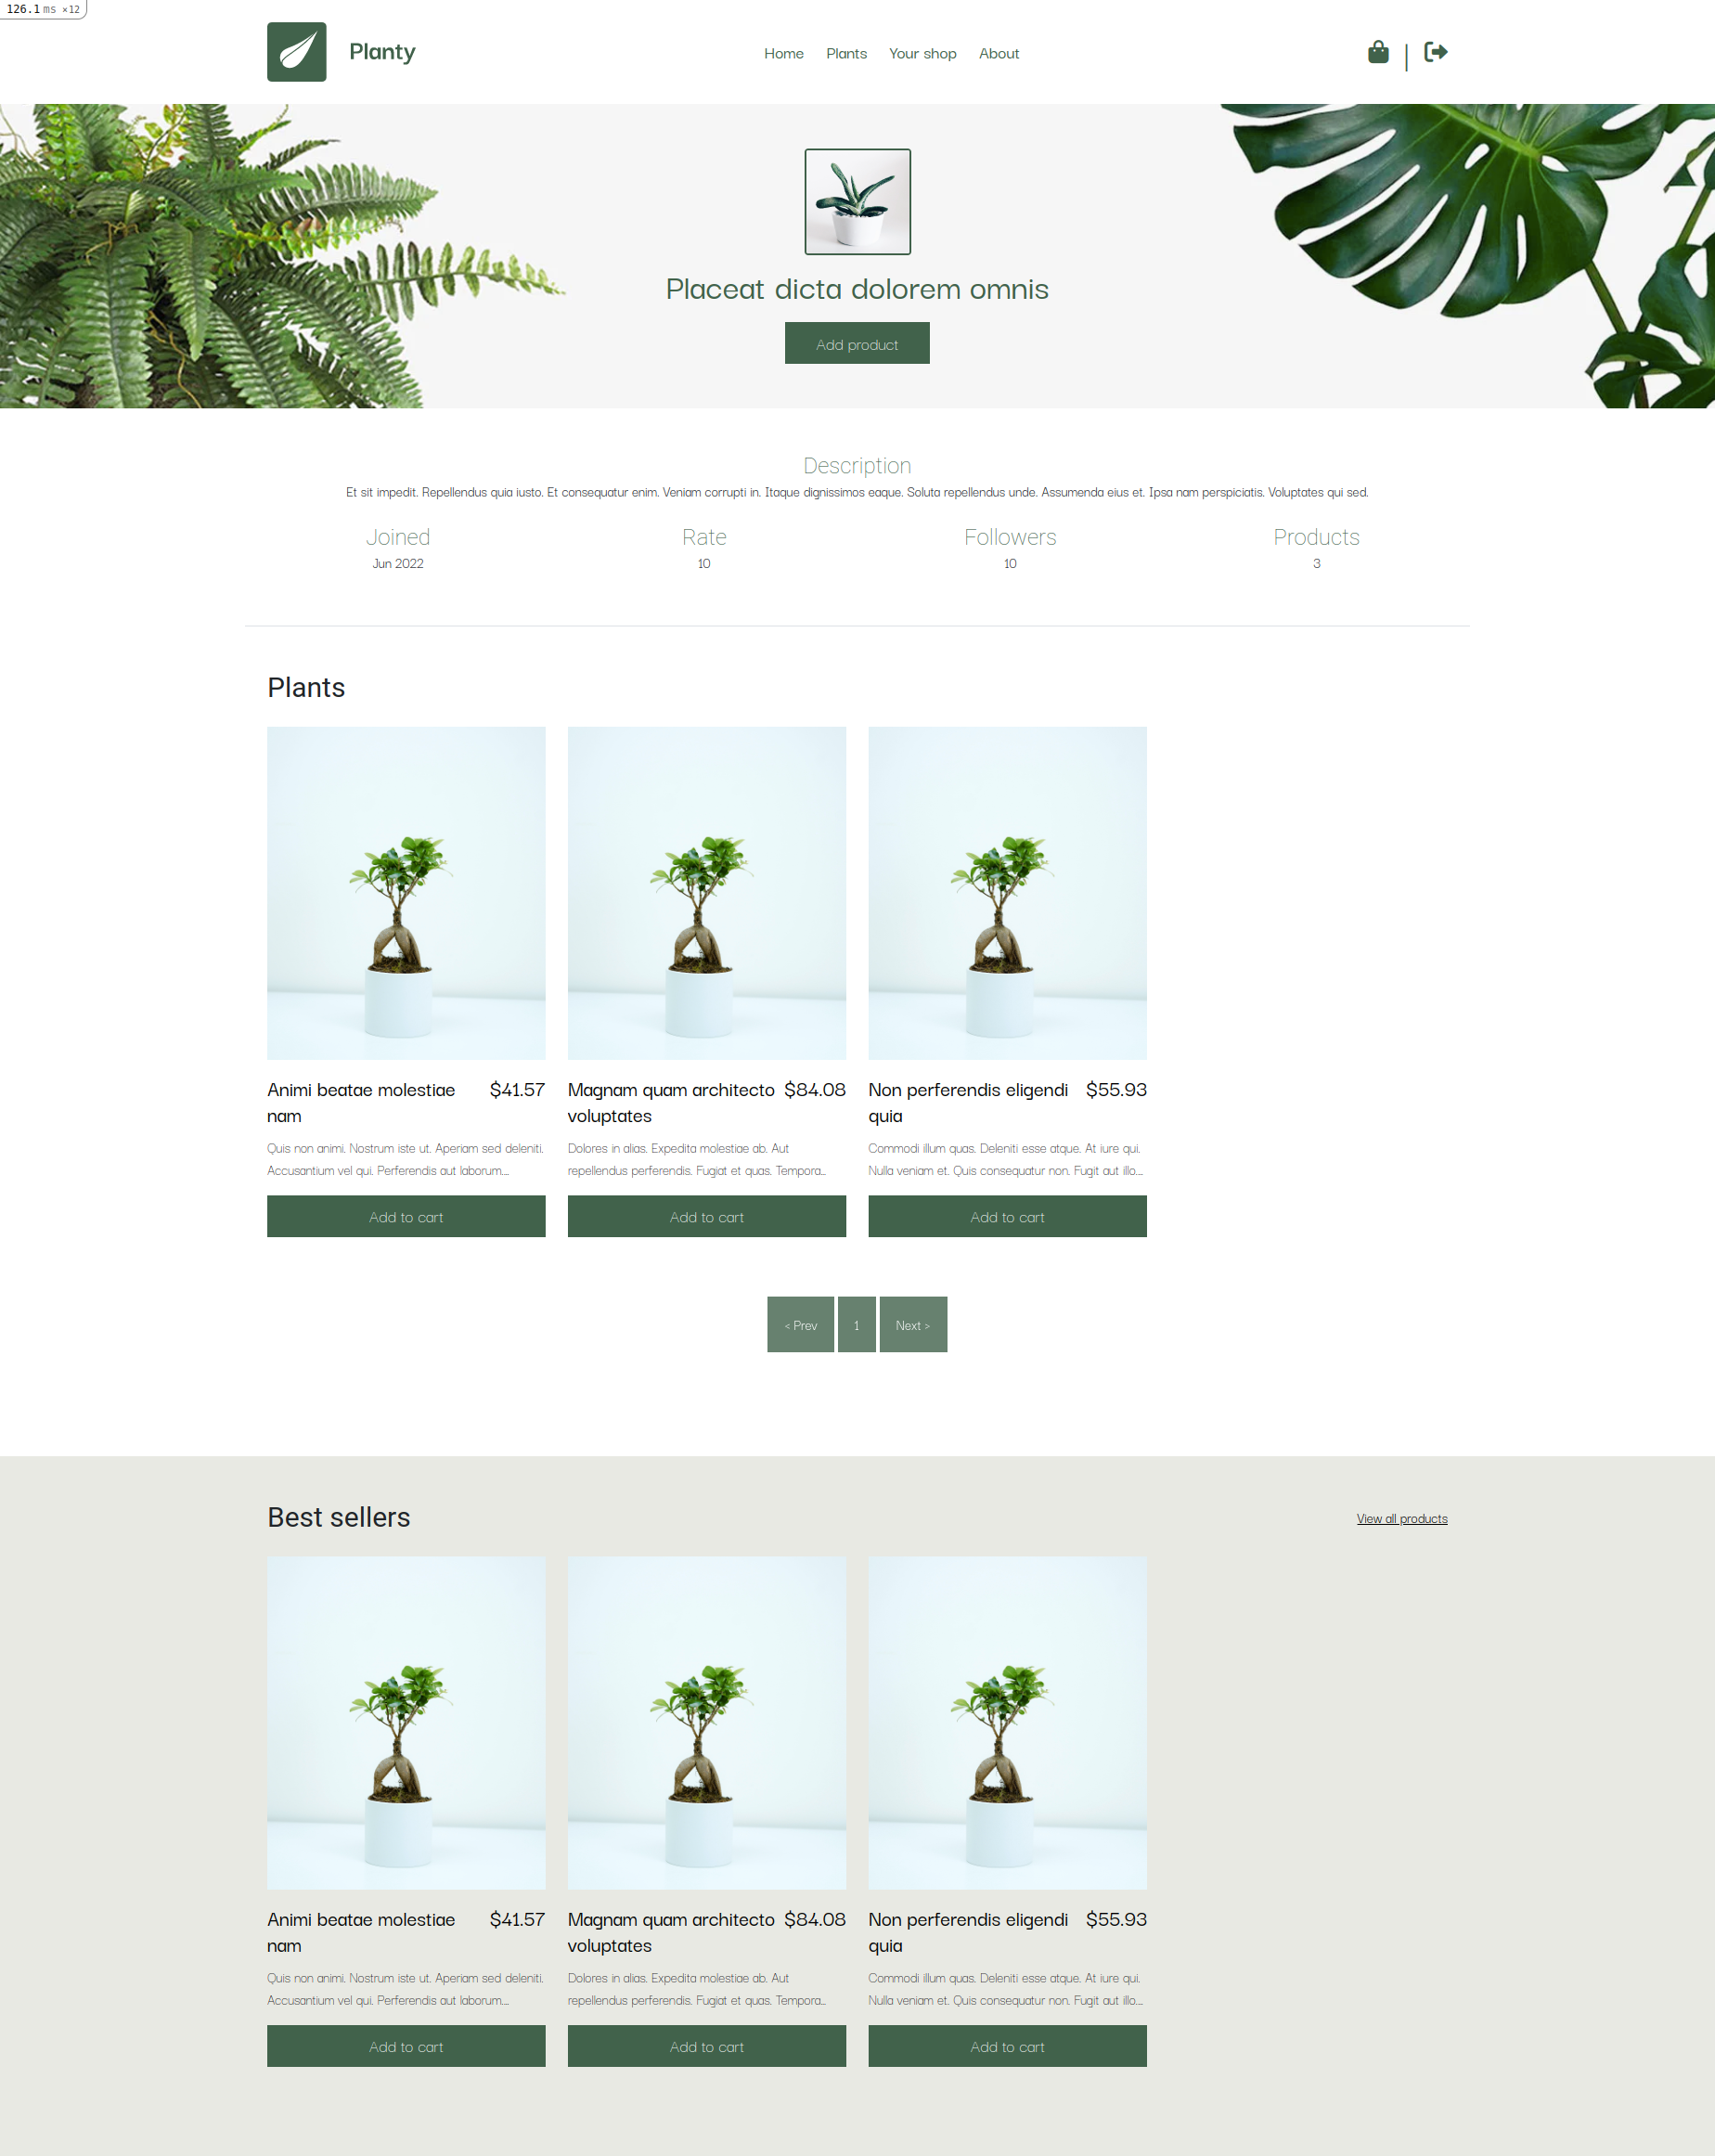 126.1 ms ×12
Planty
Home Plants Your shop About
Placeat dicta dolorem omnis
Add product
Description
Et sit impedit. Repellendus quia iusto. Et consequatur enim. Veniam corrupti in. Itaque dignissimos eaque. Soluta repellendus unde. Assumenda eius et. Ipsa nam perspiciatis. Voluptates qui sed.
Joined Rate Followers Products
Jun 2022 10 10 3
Plants
Animi beatae molestiae $41.57
nam
Quis non animi. Nostrum iste ut. Aperiam sed deleniti.
Accusantium vel qui. Perferendis aut laborum....
Add to cart
Magnam quam architecto $84.08
voluptates
Dolores in alias. Expedita molestiae ab. Aut
repellendus perferendis. Fugiat et quas. Tempora...
Add to cart
Non perferendis eligendi $55.93
quia
Commodi illum quas. Deleniti esse atque. At iure qui.
Nulla veniam et. Quis consequatur non. Fugit aut illo....
Add to cart
< Prev 1 Next >
Best sellers
View all products
Animi beatae molestiae $41.57
nam
Quis non animi. Nostrum iste ut. Aperiam sed deleniti.
Accusantium vel qui. Perferendis aut laborum....
Add to cart
Magnam quam architecto $84.08
voluptates
Dolores in alias. Expedita molestiae ab. Aut
repellendus perferendis. Fugiat et quas. Tempora...
Add to cart
Non perferendis eligendi $55.93
quia
Commodi illum quas. Deleniti esse atque. At iure qui.
Nulla veniam et. Quis consequatur non. Fugit aut illo....
Add to cart